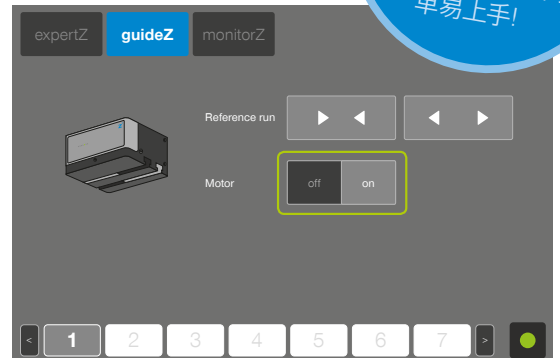 单易上手!
expertZ guideZ monitorZ
Reference run
Motor off on
< 1 2 3 4 5 6 7 >